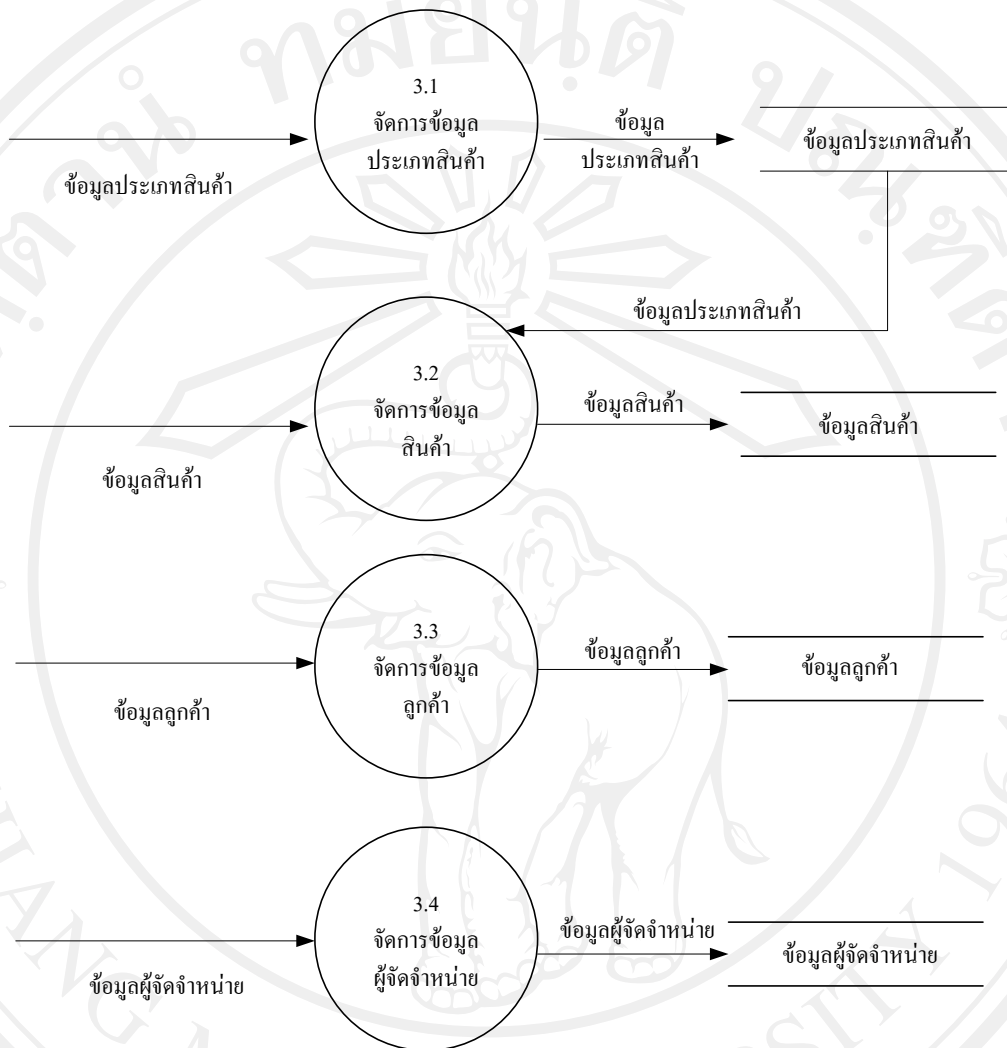 3.1
จัดการข้อมูล
ประเภทสินค้า
ข้อมูลประเภทสินค้า
ข้อมูล
ประเภทสินค้า
ข้อมูลประเภทสินค้า
ข้อมูลประเภทสินค้า
3.2
จัดการข้อมูล
สินค้า
ข้อมูลสินค้า
ข้อมูลสินค้า
ข้อมูลสินค้า
3.3
จัดการข้อมูล
ลูกค้า
ข้อมูลลูกค้า
ข้อมูลลูกค้า
ข้อมูลลูกค้า
3.4
จัดการข้อมูล
ผู้จัดจำหน่าย
ข้อมูลผู้จัดจำหน่าย
ข้อมูลผู้จัดจำหน่าย
ข้อมูลผู้จัดจำหน่าย